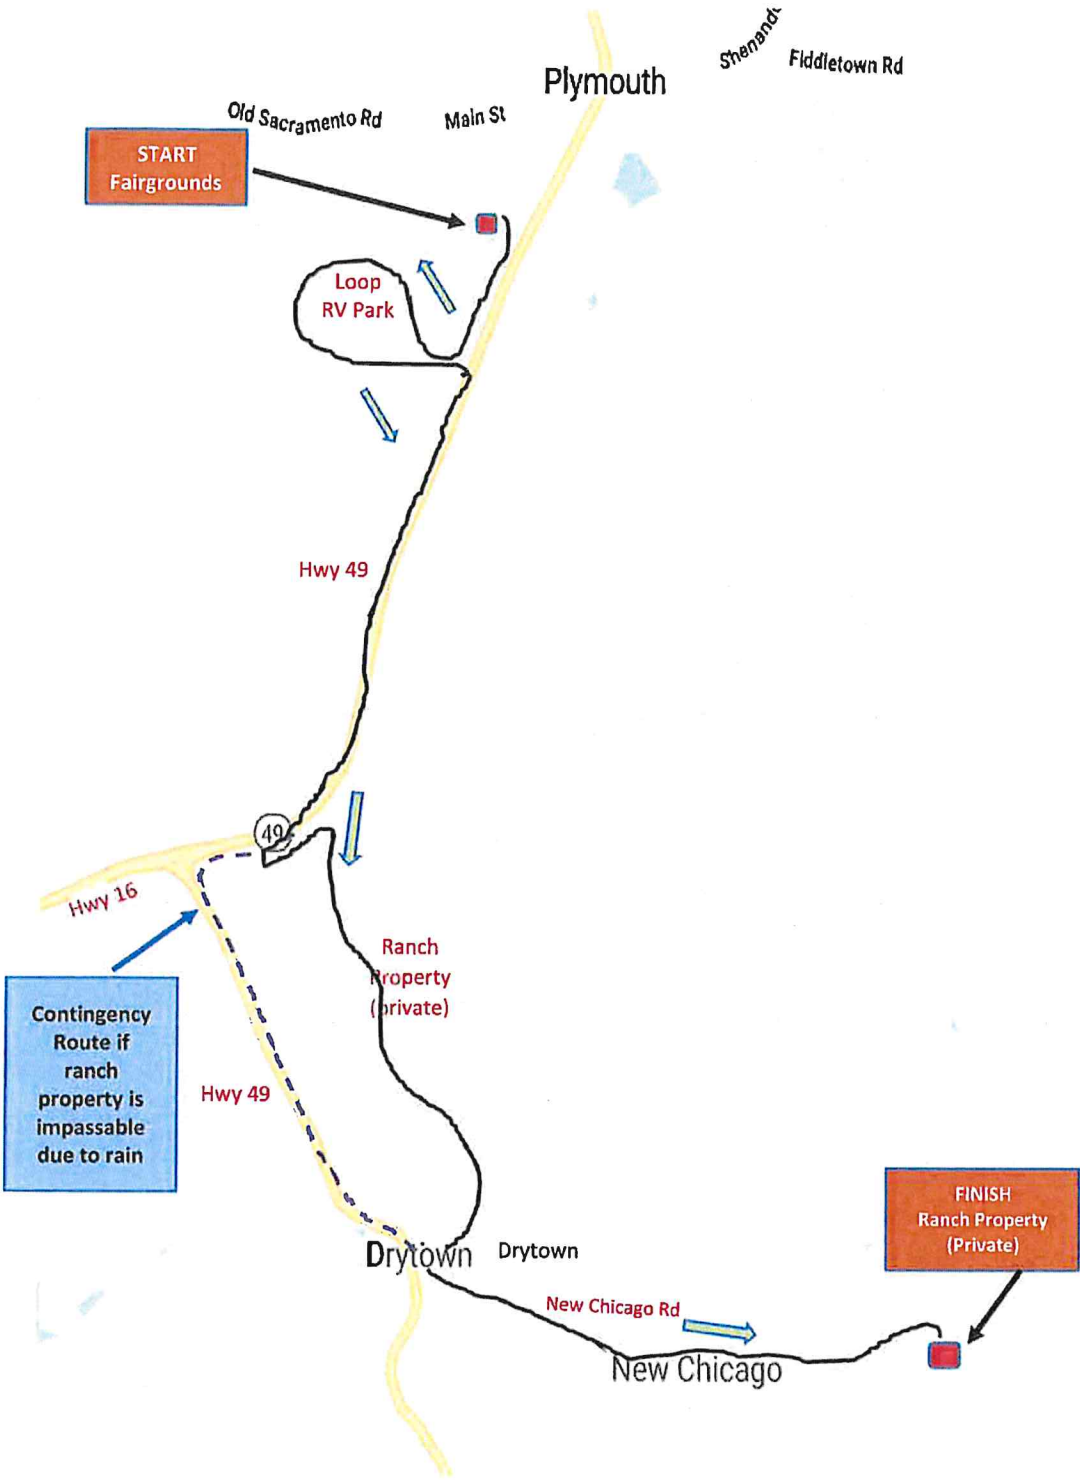 Shenand
Fiddletown Rd
Plymouth
Old Sacramento Rd
Main St
START
Fairgrounds
Loop
RV Park
Hwy 49
49
Hwy 16
Ranch
Property
(private)
Contingency
Route if
ranch
property is
impassable
due to rain
Hwy 49
FINISH
Ranch Property
(Private)
Drytown
Drytown
New Chicago Rd
New Chicago